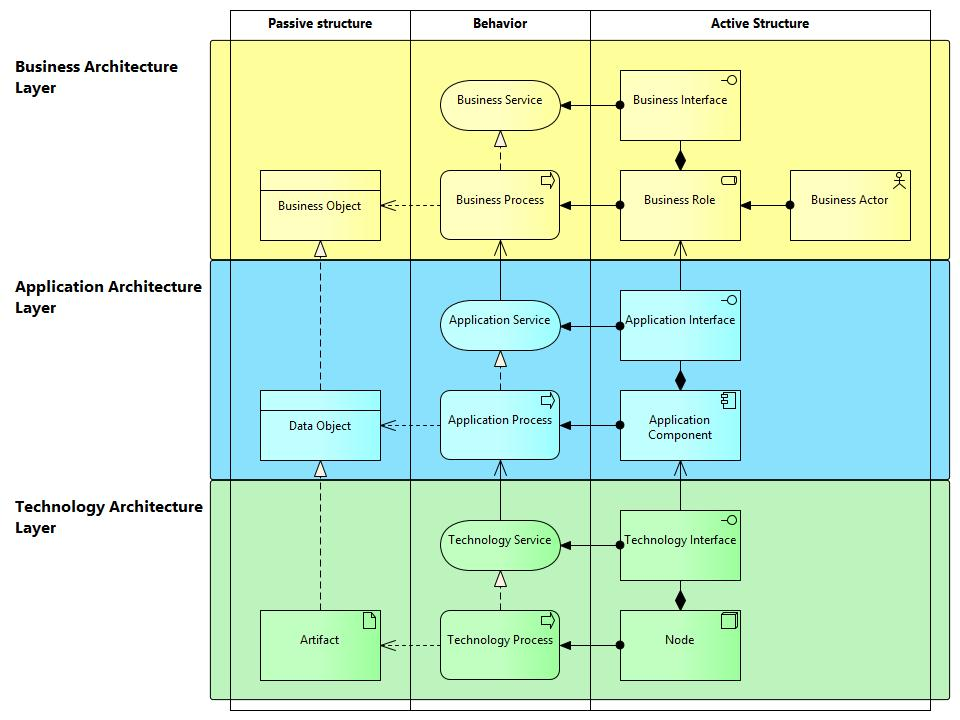 Passive structure
Behavior
Active Structure
Business Architecture
Layer
Business Service
Business Interface
Business Object
Business Process
Business Role
Business Actor
Application Architecture
Layer
Application Service
Application Interface
Data Object
Application Process
Application
Component
Technology Architecture
Layer
Technology Service
Technology Interface
Artifact
Technology Process
Node